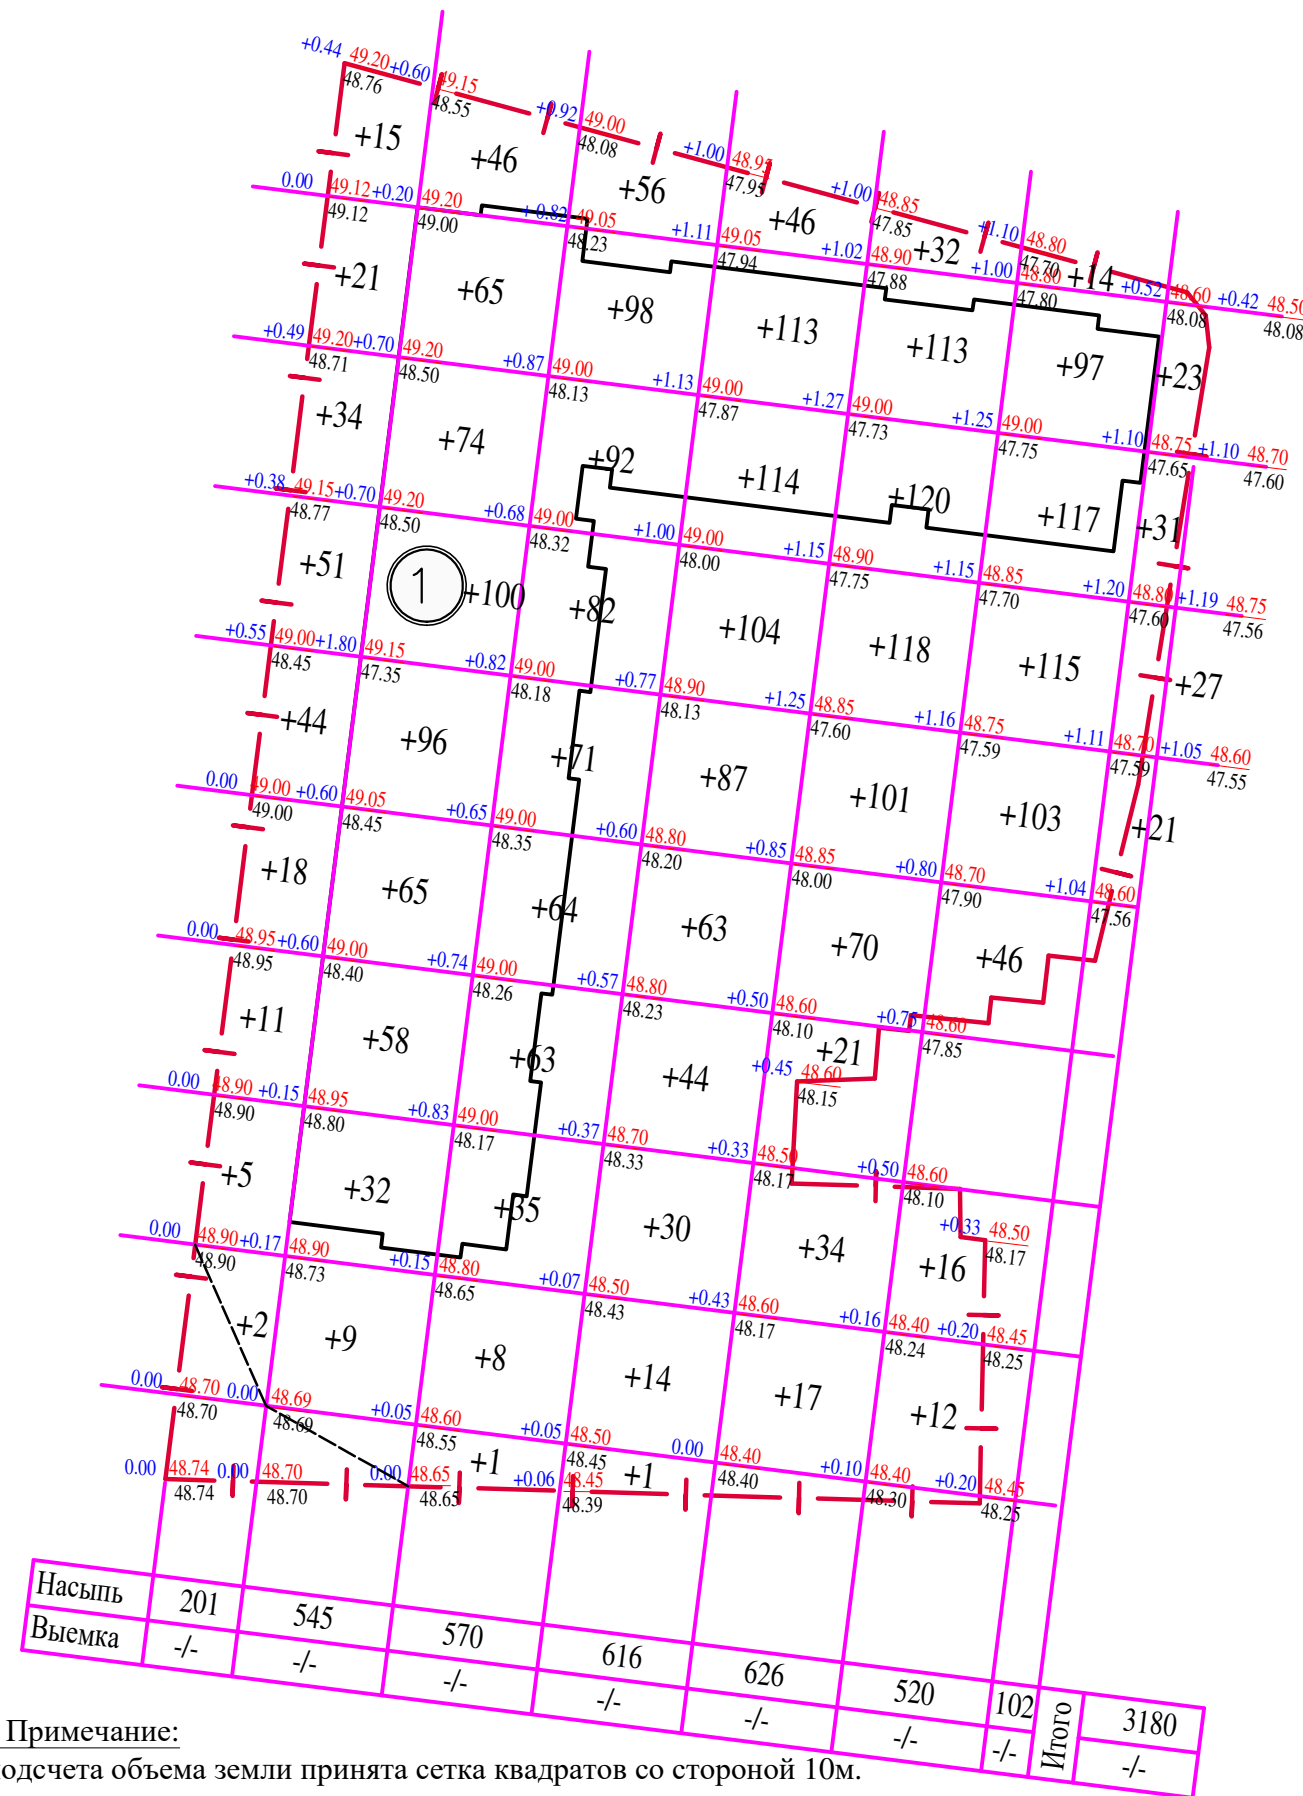 +0.44 49.20 +0.60 49.15
48.76 48.55
+0.92 49.00
48.08
+1.00 48.95
47.95
+1.00 48.85
47.85
+1.10 48.80
47.70
+15 +46 +56 +46 +32 +14
0.00 49.12 +0.20 49.20 +0.82 49.05 +1.11 49.05 +1.02 48.90 +1.00 48.80 +0.52 48.60 +0.42 48.50
49.12 49.00 48.23 47.94 47.88 47.80 48.08 48.08
+21 +65 +98 +113 +113 +97 +23
+0.49 49.20 +0.70 49.20 +0.87 49.00 +1.13 49.00 +1.27 49.00 +1.25 49.00 +1.10 48.75 +1.10 48.70
48.71 48.50 48.13 47.87 47.73 47.75 47.65 47.60
+34 +74 +92 +114 +120 +117 +31
+0.38 49.15 +0.70 49.20 +0.68 49.00 +1.00 49.00 +1.15 48.90 +1.15 48.85 +1.20 48.80 +1.19 48.75
48.77 48.50 48.32 48.00 47.75 47.70 47.60 47.56
+51 1 +100 +82 +104 +118 +115 +27
+0.55 49.00 +1.80 49.15 +0.82 49.00 +0.77 48.90 +1.25 48.85 +1.16 48.75 +1.11 48.70 +1.05 48.60
48.45 47.35 48.18 48.13 47.60 47.59 47.59 47.55
+44 +96 +71 +87 +101 +103 +21
0.00 49.00 +0.60 49.05 +0.65 49.00 +0.60 48.80 +0.85 48.85 +0.80 48.70 +1.04 48.60
49.00 48.45 48.35 48.20 48.00 47.90 47.56
+18 +65 +64 +63 +70 +46
0.00 48.95 +0.60 49.00 +0.74 49.00 +0.57 48.80 +0.50 48.60 +0.75 48.60
48.95 48.40 48.26 48.23 48.10 47.85
+11 +58 +63 +44 +21
+0.45 48.60
48.15
0.00 48.90 +0.15 48.95 +0.83 49.00 +0.37 48.70 +0.33 48.50 +0.50 48.60
48.90 48.80 48.17 48.33 48.17 48.10
+5 +32 +35 +30 +34 +16
+0.33 48.50
48.17
0.00 48.90 +0.17 48.90 +0.15 48.80 +0.07 48.50 +0.43 48.60 +0.16 48.40 +0.20 48.45
48.90 48.73 48.65 48.43 48.17 48.24 48.25
+2 +9 +8 +14 +17 +12
0.00 48.70 0.00 48.69 +0.05 48.60 +0.05 48.50 0.00 48.40 +0.10 48.40 +0.20 48.45
48.70 48.69 48.55 48.45 48.40 48.30 48.25
+1 +1
0.00 48.74 0.00 48.70 0.00 48.65 +0.06 48.45
48.74 48.70 48.65 48.39
Насыпь 201 545 570 616 626 520 102 Итого 3180
Выемка -/- -/- -/- -/- -/- -/- -/- -/-
Примечание:
одсчета объема земли принята сетка квадратов со стороной 10м.